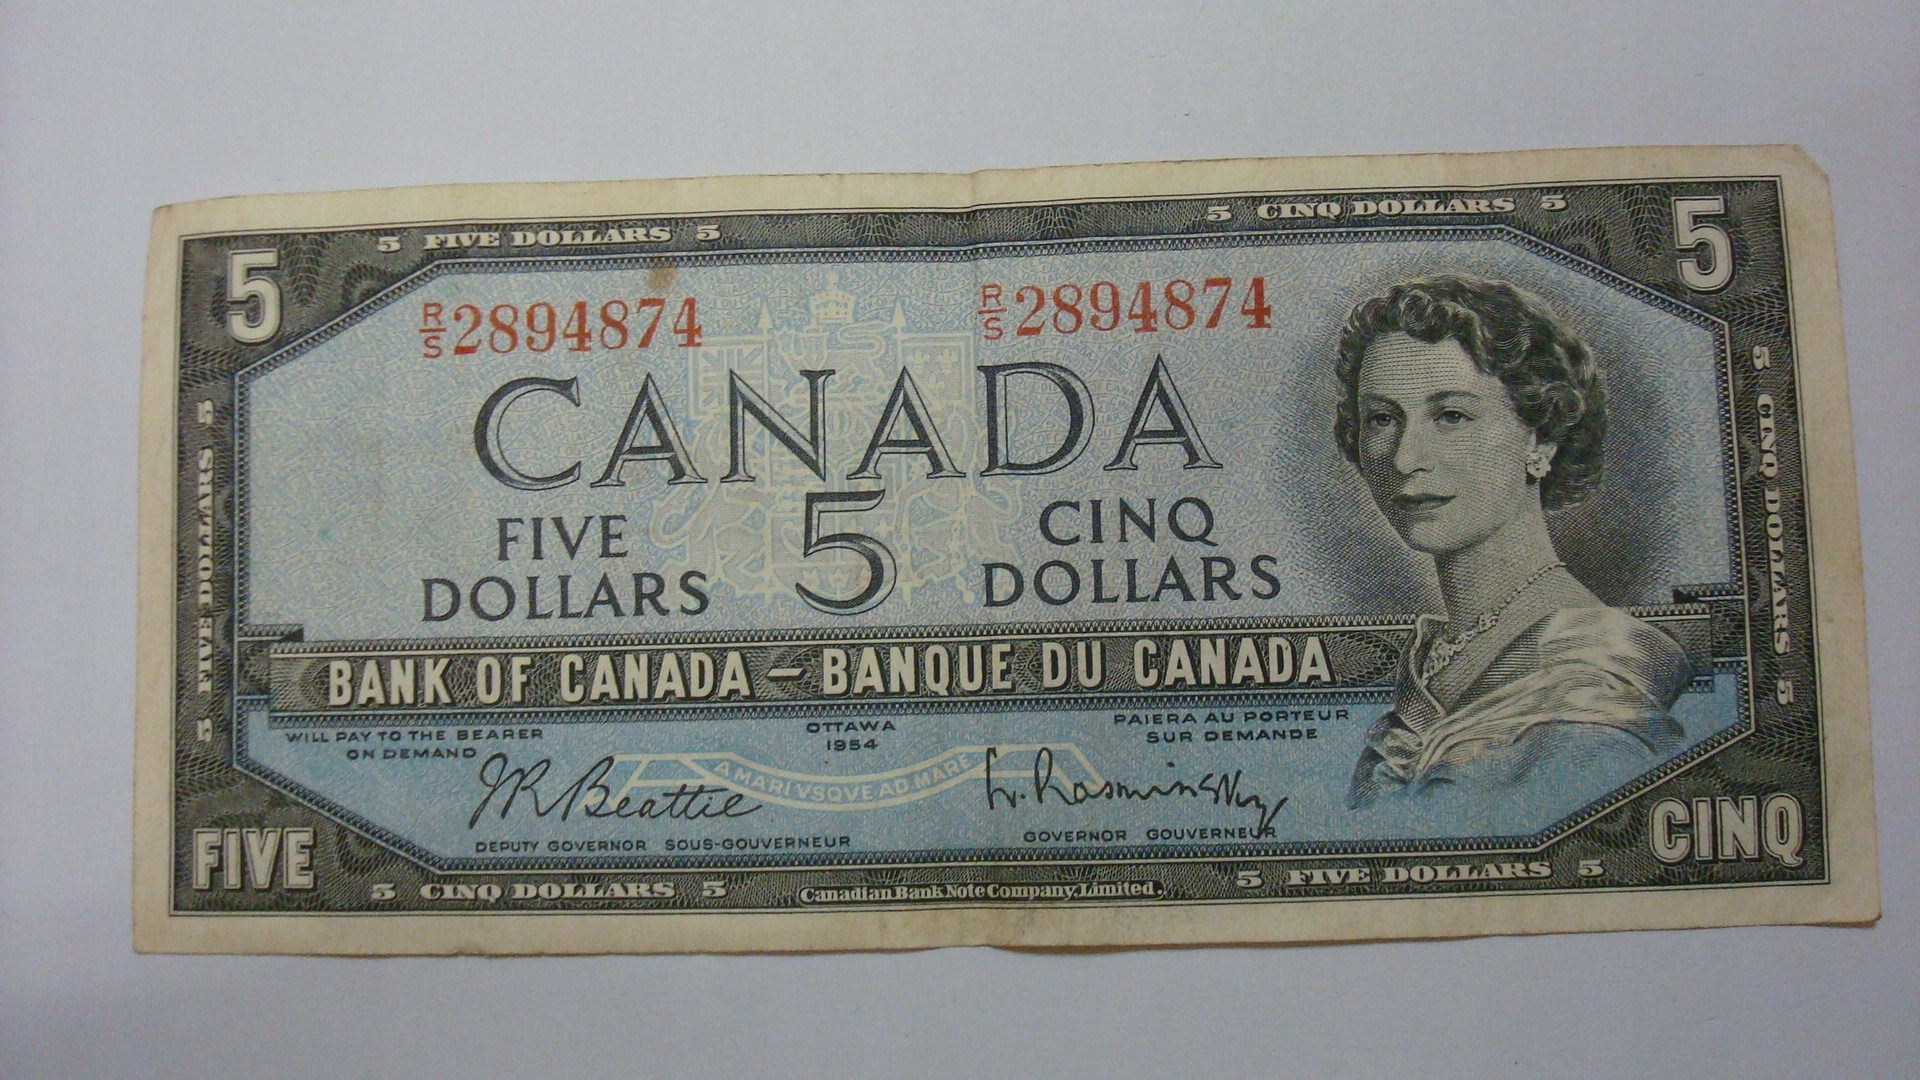 5 FIVE DOLLARS 5
5 CINQ DOLLARS 5
5
5
R/S 2894874
R/S 2894874
CANADA
FIVE DOLLARS
5
CINQ DOLLARS
5 FIVE DOLLARS 5
5 CINQ DOLLARS 5
BANK OF CANADA – BANQUE DU CANADA
WILL PAY TO THE BEARER
ON DEMAND
OTTAWA
1954
PAIERA AU PORTEUR
SUR DEMANDE
A MARI VSQVE AD MARE
J.R. Beattie
L. Rasminsky
DEPUTY GOVERNOR SOUS-GOUVERNEUR
GOVERNOR GOUVERNEUR
FIVE
CINQ
5 CINQ DOLLARS 5
Canadian Bank Note Company, Limited.
5 FIVE DOLLARS 5